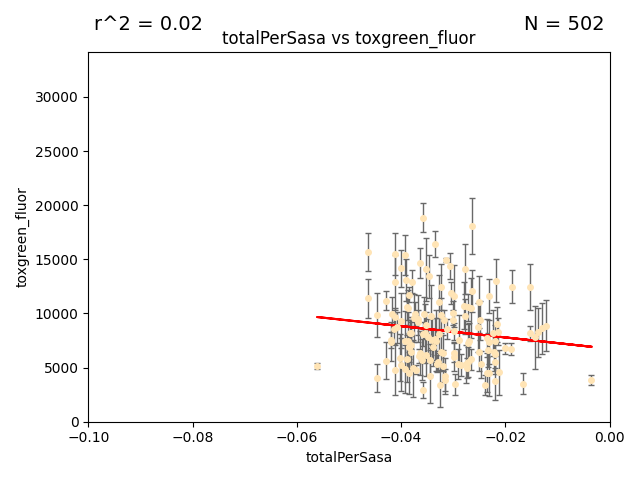 r^2 = 0.02
N = 502
totalPerSasa vs toxgreen_fluor
30000
25000
20000
15000
10000
5000
0
toxgreen_fluor
−0.10
−0.08
−0.06
−0.04
−0.02
0.00
totalPerSasa